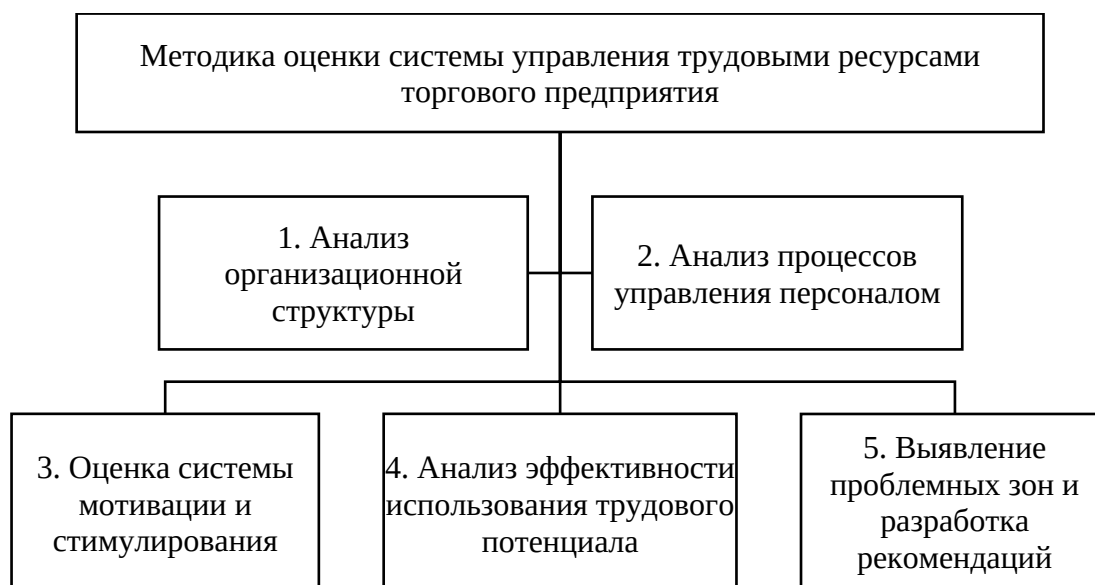 Методика оценки системы управления трудовыми ресурсами
торгового предприятия
1. Анализ
организационной
структуры
2. Анализ процессов
управления персоналом
3. Оценка системы
мотивации и
стимулирования
4. Анализ эффективности
использования трудового
потенциала
5. Выявление
проблемных зон и
разработка
рекомендаций